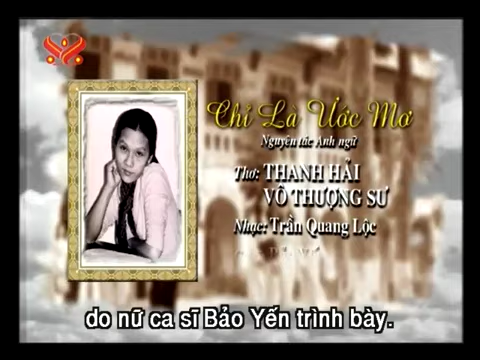 Chỉ Là Ước Mơ
Nguyên tác Anh ngữ
Thơ: THANH HẢI
VÔ THƯỢNG SƯ
Nhạc: Trần Quang Lộc
do nữ ca sĩ Bảo Yến trình bày.